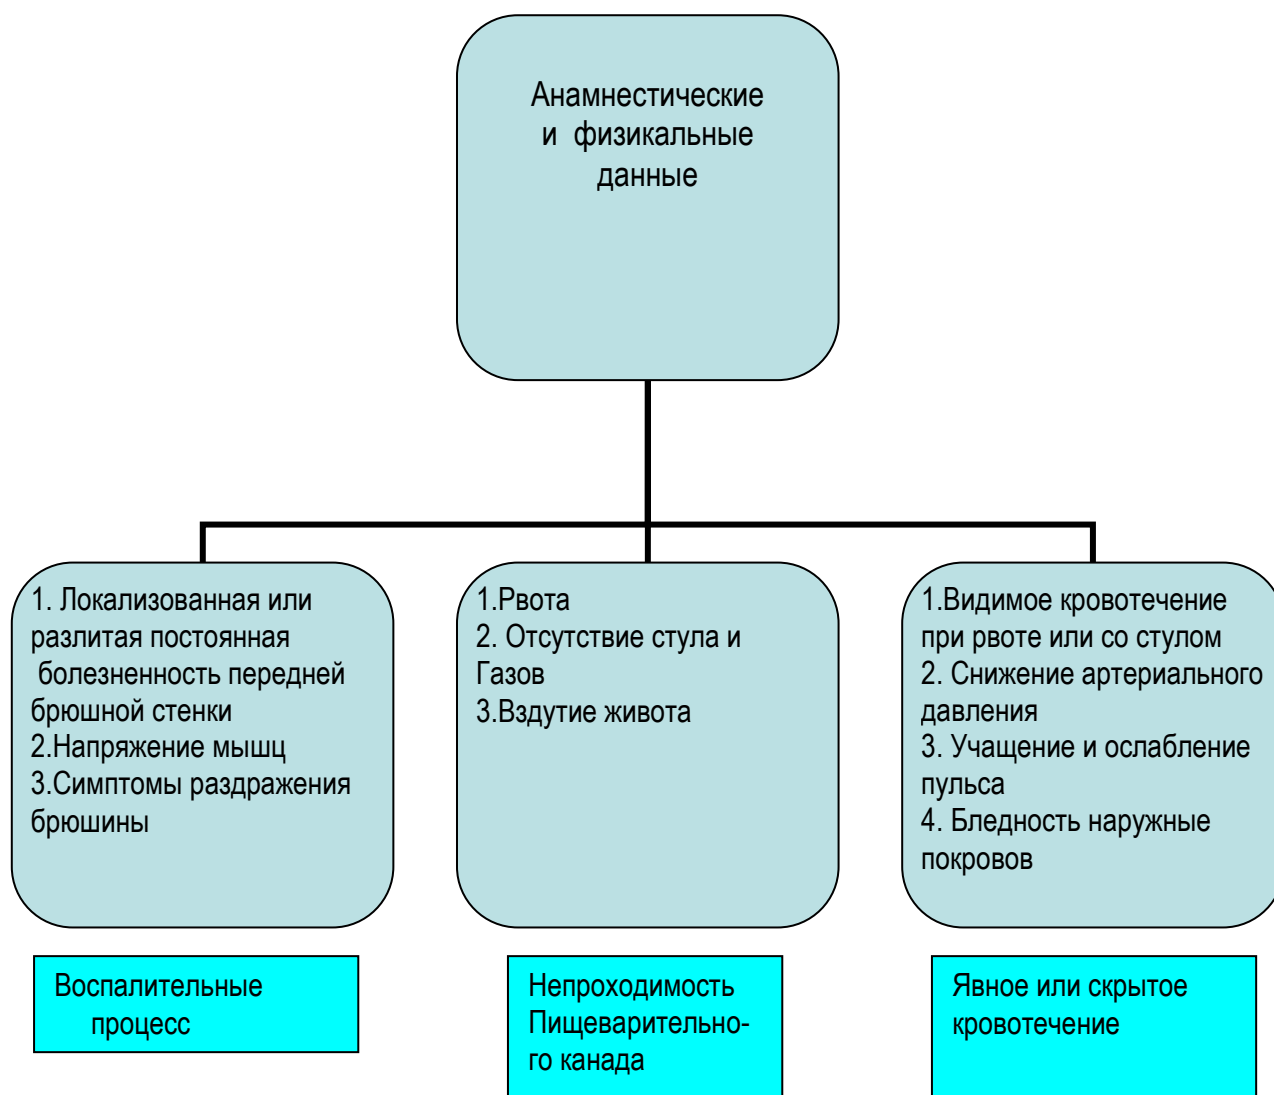 Анамнестические
и физикальные
данные
1. Локализованная или
разлитая постоянная
болезненность передней
брюшной стенки
2.Напряжение мышц
3.Симптомы раздражения
брюшины
1.Рвота
2. Отсутствие стула и
Газов
3.Вздутие живота
1.Видимое кровотечение
при рвоте или со стулом
2. Снижение артериального
давления
3. Учащение и ослабление
пульса
4. Бледность наружные
покровов
Воспалительные
процесс
Непроходимость
Пищеварительно-
го канада
Явное или скрытое
кровотечение